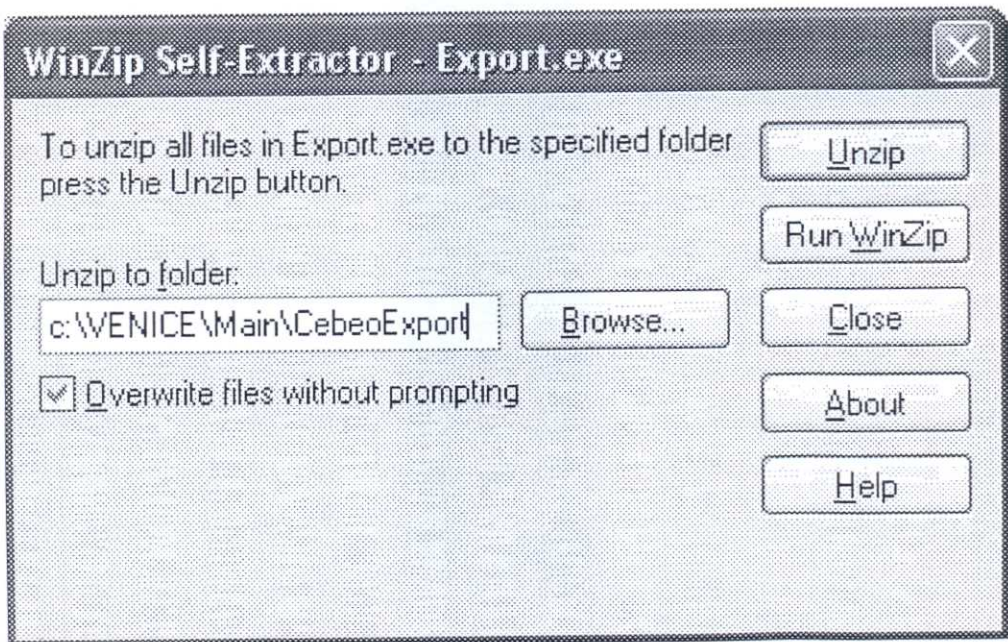 WinZip Self-Extractor - Export.exe
To unzip all files in Export.exe to the specified folder
press the Unzip button.
Unzip to folder:
c:\VENICE\Main\CebeoExport
Browse...
Overwrite files without prompting
Unzip
Run WinZip
Close
About
Help